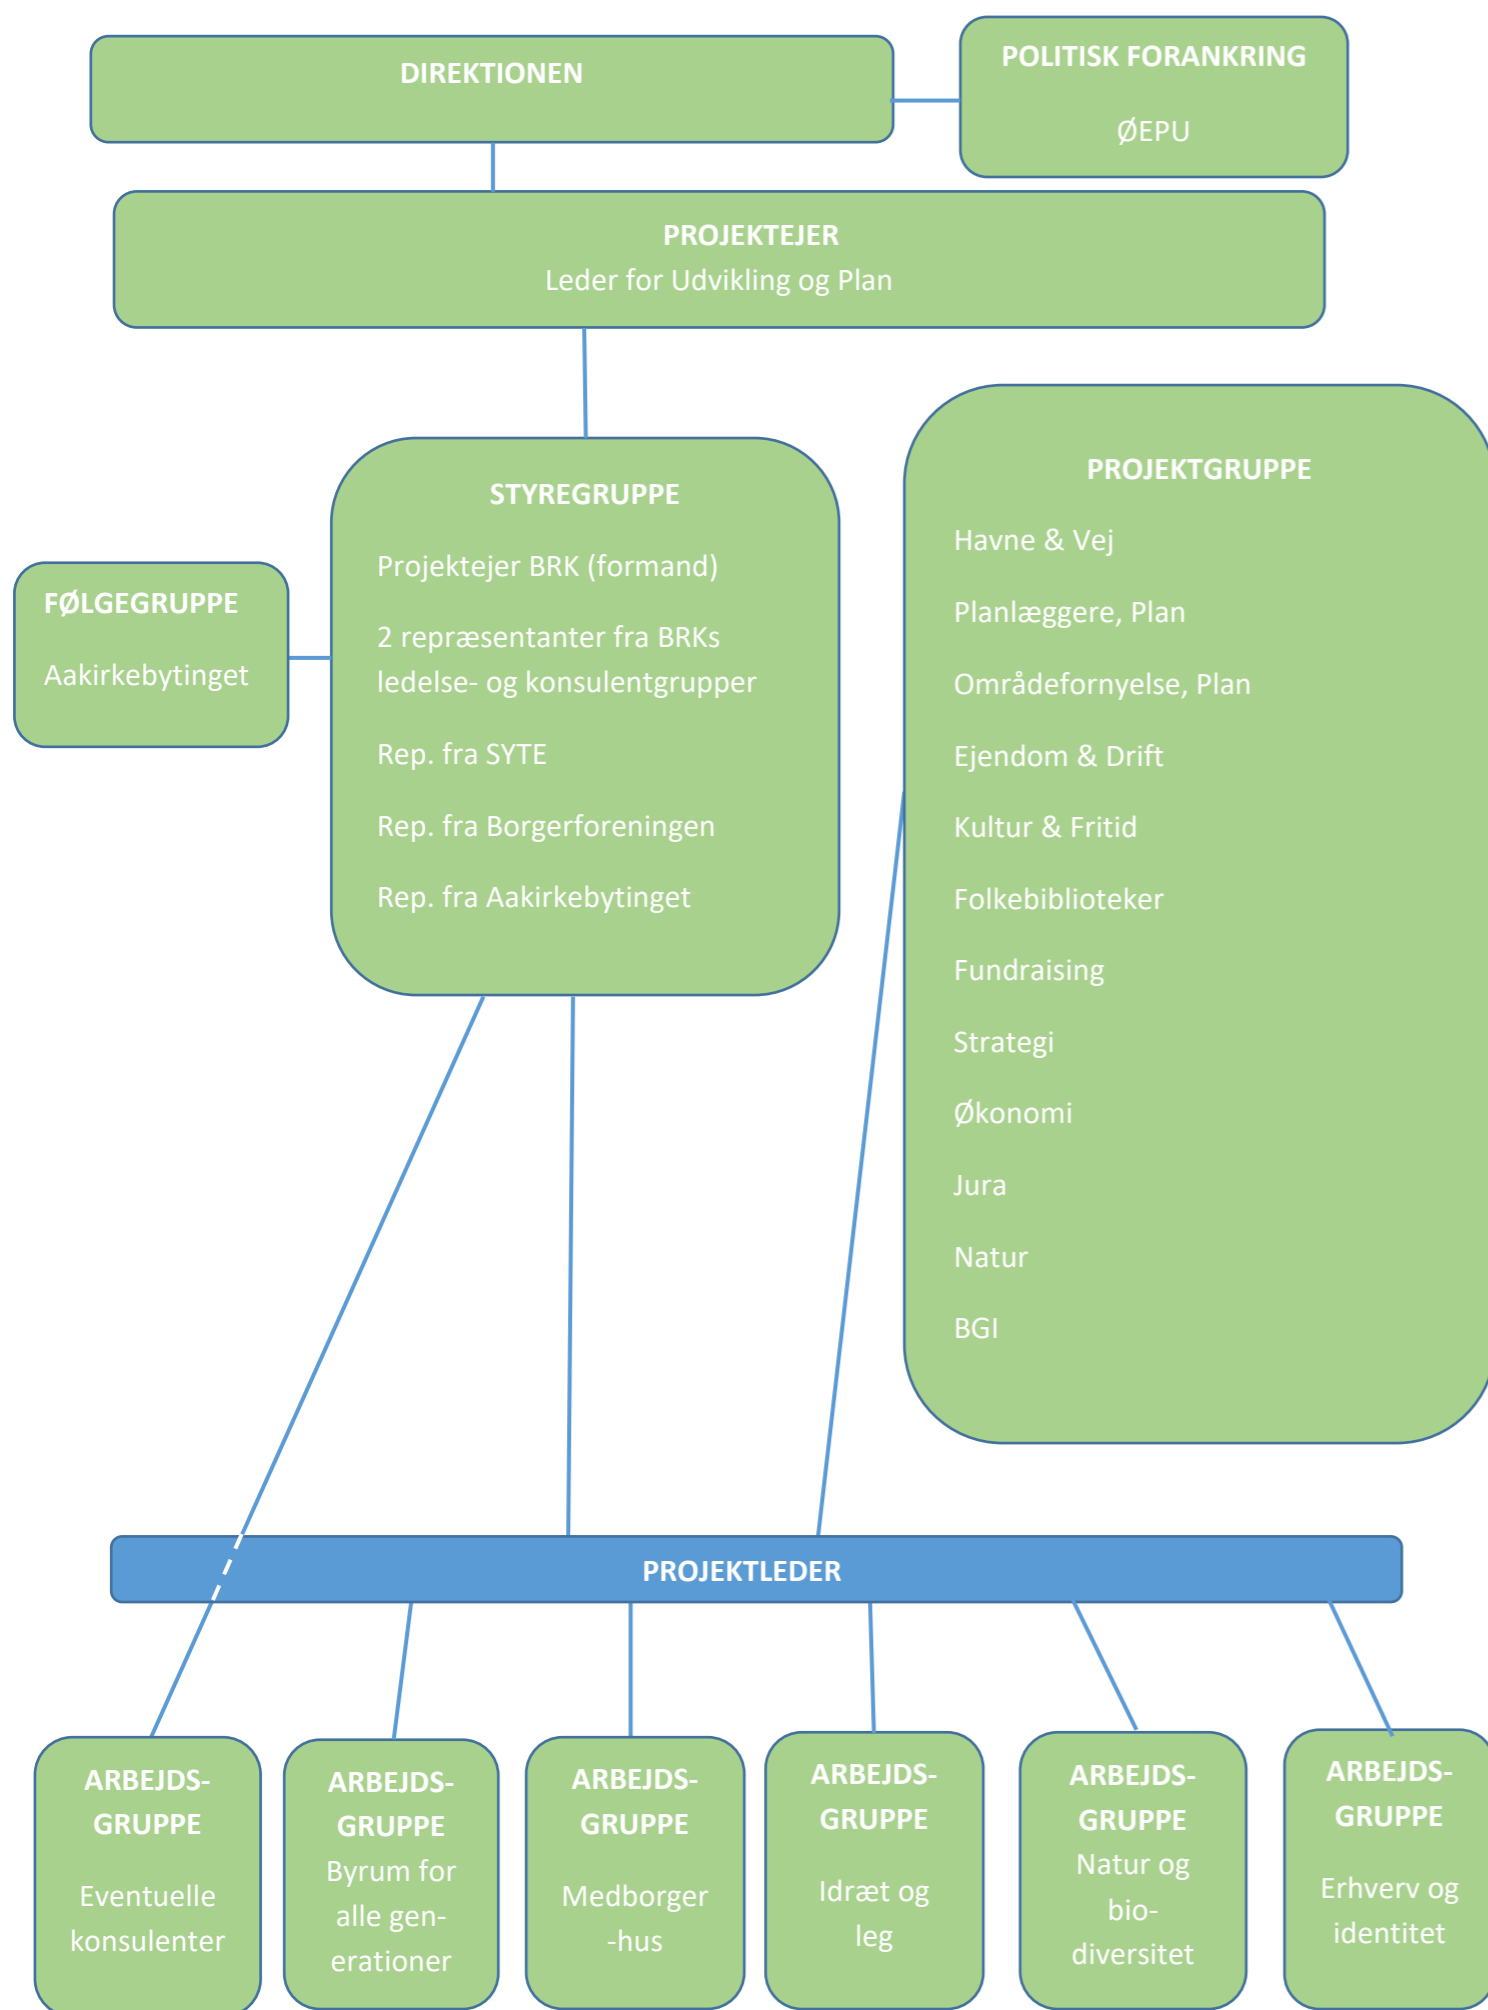 DIREKTIONEN
POLITISK FORANKRING
ØEPU
PROJEKTEJER
Leder for Udvikling og Plan
STYREGRUPPE
Projektejer BRK (formand)
2 repræsentanter fra BRKs
ledelse- og konsulentgrupper
Rep. fra SYTE
Rep. fra Borgerforeningen
Rep. fra Aakirkebytinget
FØLGEGRUPPE
Aakirkebytinget
PROJEKTGRUPPE
Havne & Vej
Planlæggere, Plan
Områdefornyelse, Plan
Ejendom & Drift
Kultur & Fritid
Folkebiblioteker
Fundraising
Strategi
Økonomi
Jura
Natur
BGI
PROJEKTLEDER
ARBEJDS-
GRUPPE
Eventuelle
konsulenter
ARBEJDS-
GRUPPE
Byrum for
alle gen-
erationer
ARBEJDS-
GRUPPE
Medborger
-hus
ARBEJDS-
GRUPPE
Idræt og
leg
ARBEJDS-
GRUPPE
Natur og
bio-
diversitet
ARBEJDS-
GRUPPE
Erhverv og
identitet